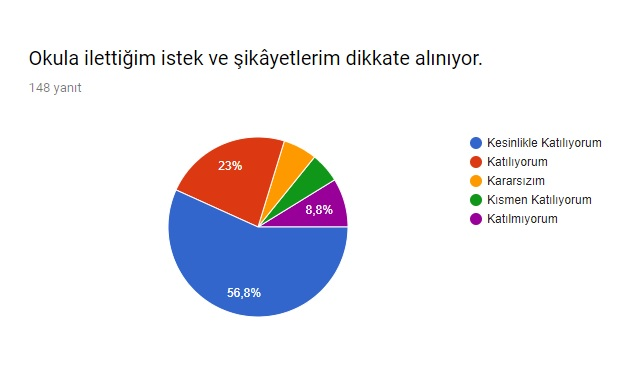 Okula ilettiğim istek ve şikâyetlerim dikkate alınıyor.
148 yanıt
Kesinlikle Katılıyorum
Katılıyorum
Kararsızım
Kısmen Katılıyorum
Katılmıyorum
23%
8,8%
56,8%